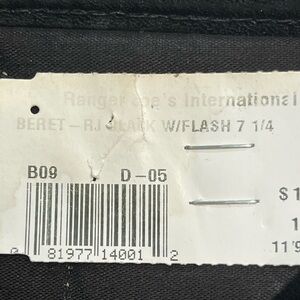 Ranger Joe's International
BERET-RJ BLACK W/FLASH 7 1/4
B09 D-05
$1
1
11'9
0 81977 14001 2